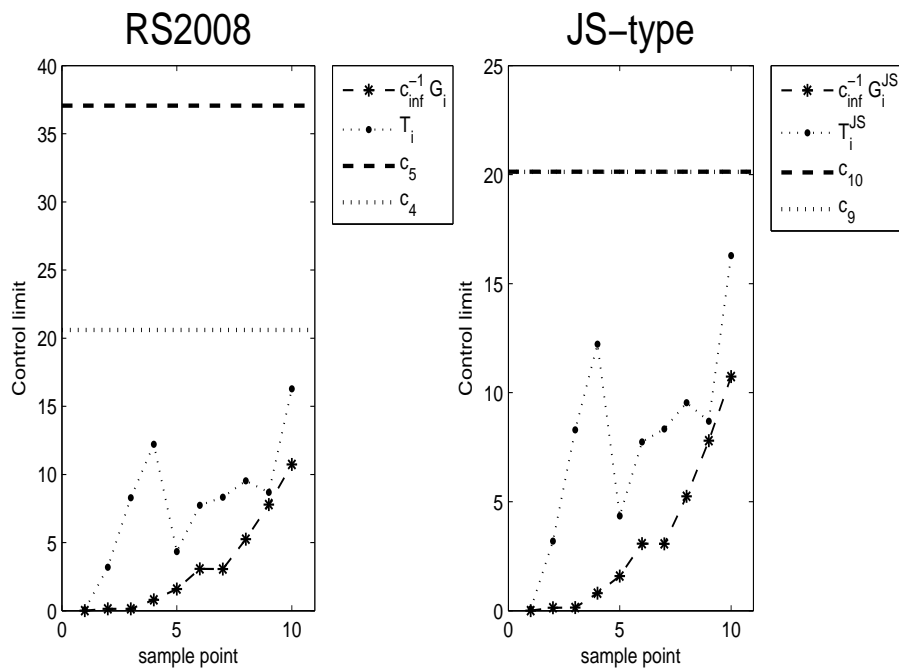 RS2008
40
35
30
25
20
15
10
5
0
Control limit
0
5
10
sample point
c_inf^−1 G_i
T_i
c_5
c_4
JS−type
25
20
15
10
5
0
Control limit
0
5
10
sample point
c_inf^−1 G_i^JS
T_i^JS
c_10
c_9